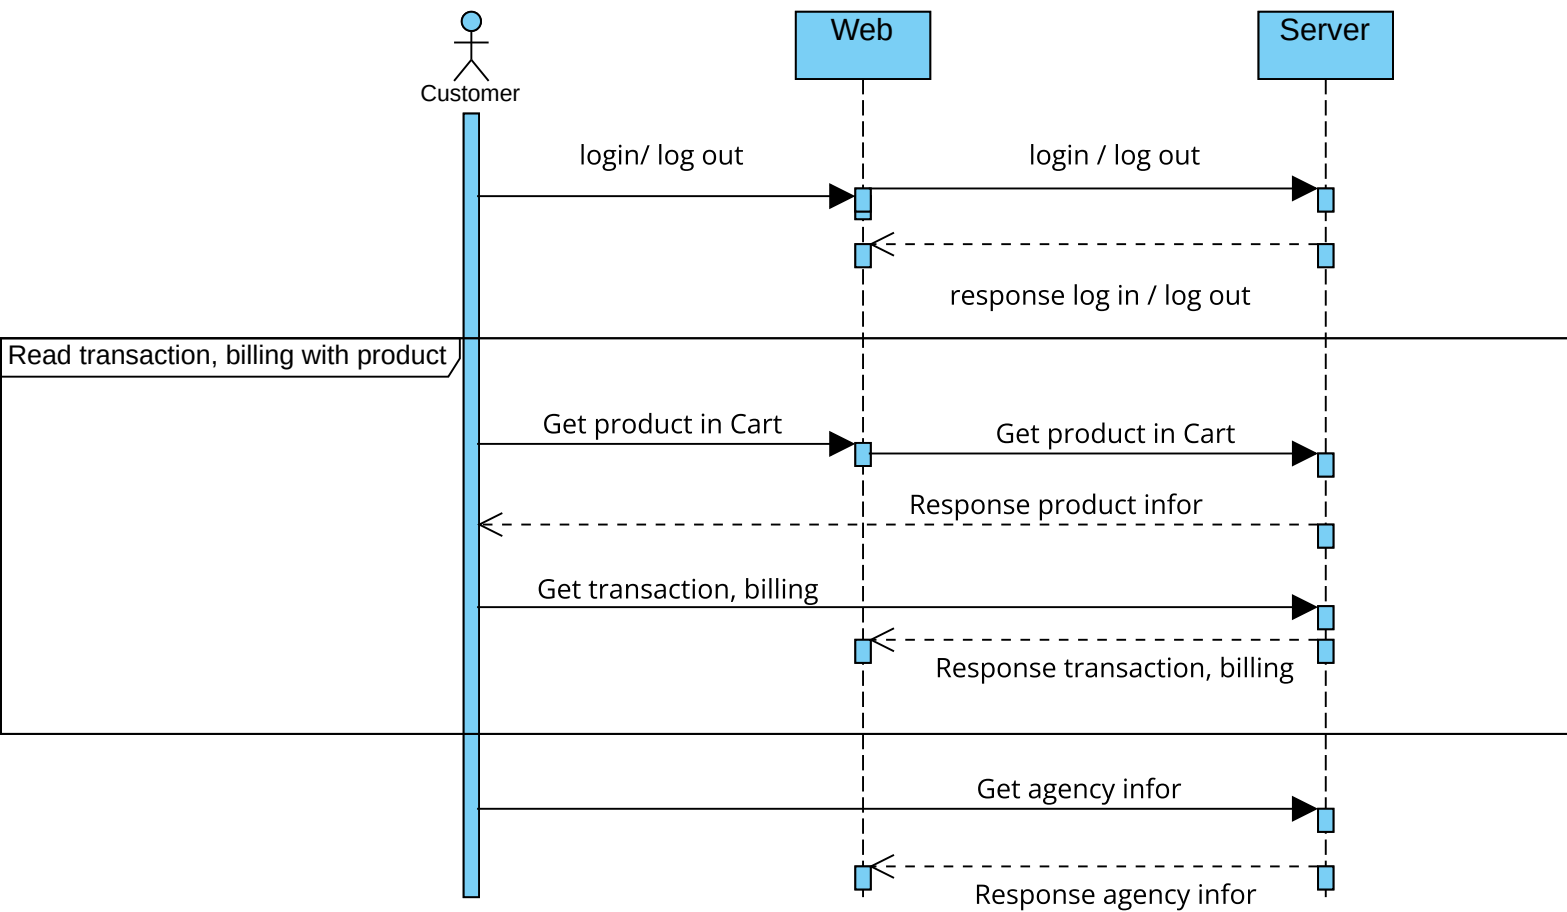 Customer
Web
Server
login/ log out
login / log out
response log in / log out
Read transaction, billing with product
Get product in Cart
Get product in Cart
Response product infor
Get transaction, billing
Response transaction, billing
Get agency infor
Response agency infor